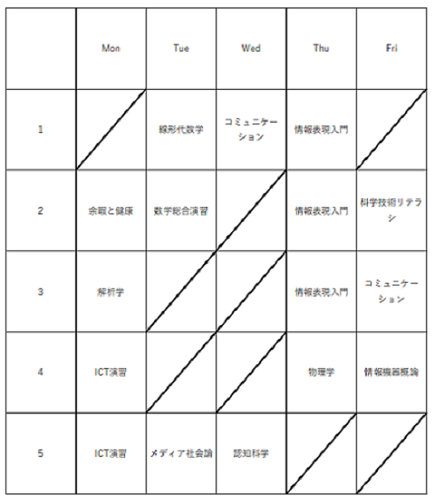 Mon Tue Wed Thu Fri
1 線形代数学 コミュニケー 情報表現入門
ション
2 余暇と健康 数学総合演習 情報表現入門 科学技術リテラ
シ
3 解析学 情報表現入門 コミュニケー
ション
4 ICT演習 物理学 情報機器概論
5 ICT演習 メディア社会論 認知科学